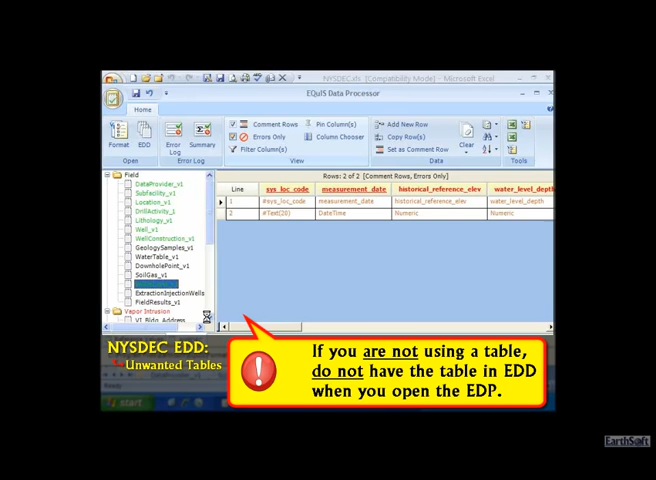 NYSDEC.xls [Compatibility Mode] - Microsoft Excel
EQuIS Data Processor
Home
Format
EDD
Error Log
Summary
Comment Rows
Errors Only
Filter Column(s)
Pin Column(s)
Column Chooser
Add New Row
Copy Row(s)
Set as Comment Row
Clear
Open
Error Log
View
Data
Tools
Field
DataProvider_v1
Subfacility_v1
Location_v1
DrillActivity_1
Lithology_v1
Well_v1
WellConstruction_v1
GeologySamples_v1
WaterTable_v1
DownholePoint_v1
SoilGas_v1
ExtractionInjectionWells
FieldResults_v1
Vapor Intrusion
VI_Bldg_Address
Rows: 2 of 2 [Comment Rows, Errors Only]
Line sys_loc_code measurement_date historical_reference_elev water_level_depth
1 #sys_loc_code measurement_date historical_reference_elev water_level_depth
2 #Text(20) DateTime Numeric Numeric
NYSDEC EDD:
Unwanted Tables
If you are not using a table,
do not have the table in EDD
when you open the EDP.
Ready
start
EarthSoft